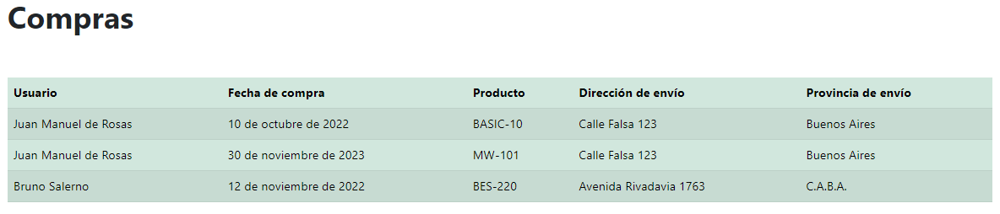 Compras
Usuario Fecha de compra Producto Dirección de envío Provincia de envío
Juan Manuel de Rosas 10 de octubre de 2022 BASIC-10 Calle Falsa 123 Buenos Aires
Juan Manuel de Rosas 30 de noviembre de 2023 MW-101 Calle Falsa 123 Buenos Aires
Bruno Salerno 12 de noviembre de 2022 BES-220 Avenida Rivadavia 1763 C.A.B.A.